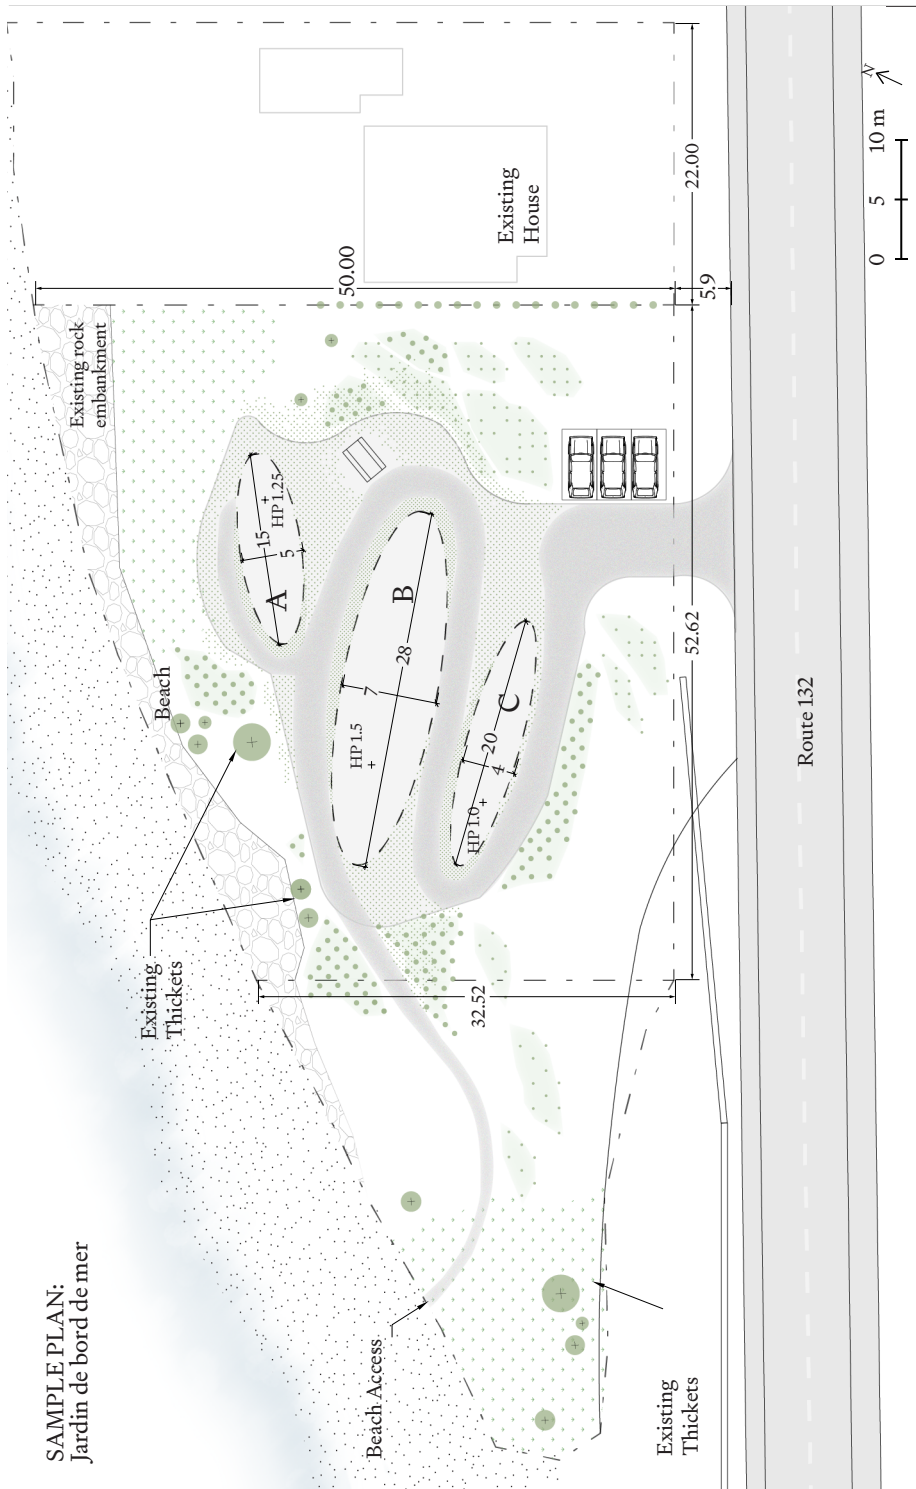 SAMPLE PLAN:
Jardin de bord de mer
Beach Access
Existing
Thickets
Existing
Thickets
Beach
Existing rock
embankment
Existing
House
50.00
22.00
5.9
52.62
32.52
A
15
5
+
HP 1.25
B
28
7
HP 1.5
+
C
20
4
HP 1.0
+
Route 132
N
0 5 10 m